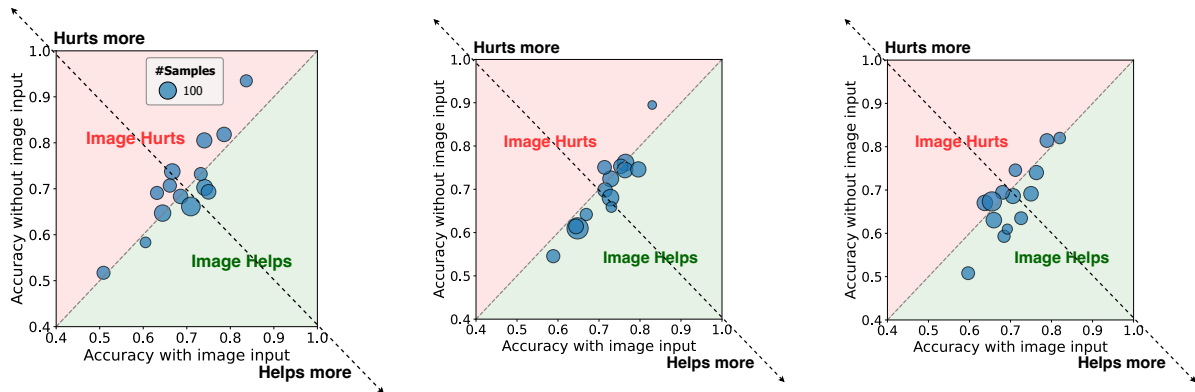 Hurts more
1.0
0.9
0.8
0.7
0.6
0.5
0.4
Accuracy without image input
#Samples
100
Image Hurts
Image Helps
0.4 0.5 0.6 0.7 0.8 0.9 1.0
Accuracy with image input
Helps more
Hurts more
1.0
0.9
0.8
0.7
0.6
0.5
0.4
Accuracy without image input
Image Hurts
Image Helps
0.4 0.5 0.6 0.7 0.8 0.9 1.0
Accuracy with image input
Helps more
Hurts more
1.0
0.9
0.8
0.7
0.6
0.5
0.4
Accuracy without image input
Image Hurts
Image Helps
0.4 0.5 0.6 0.7 0.8 0.9 1.0
Accuracy with image input
Helps more